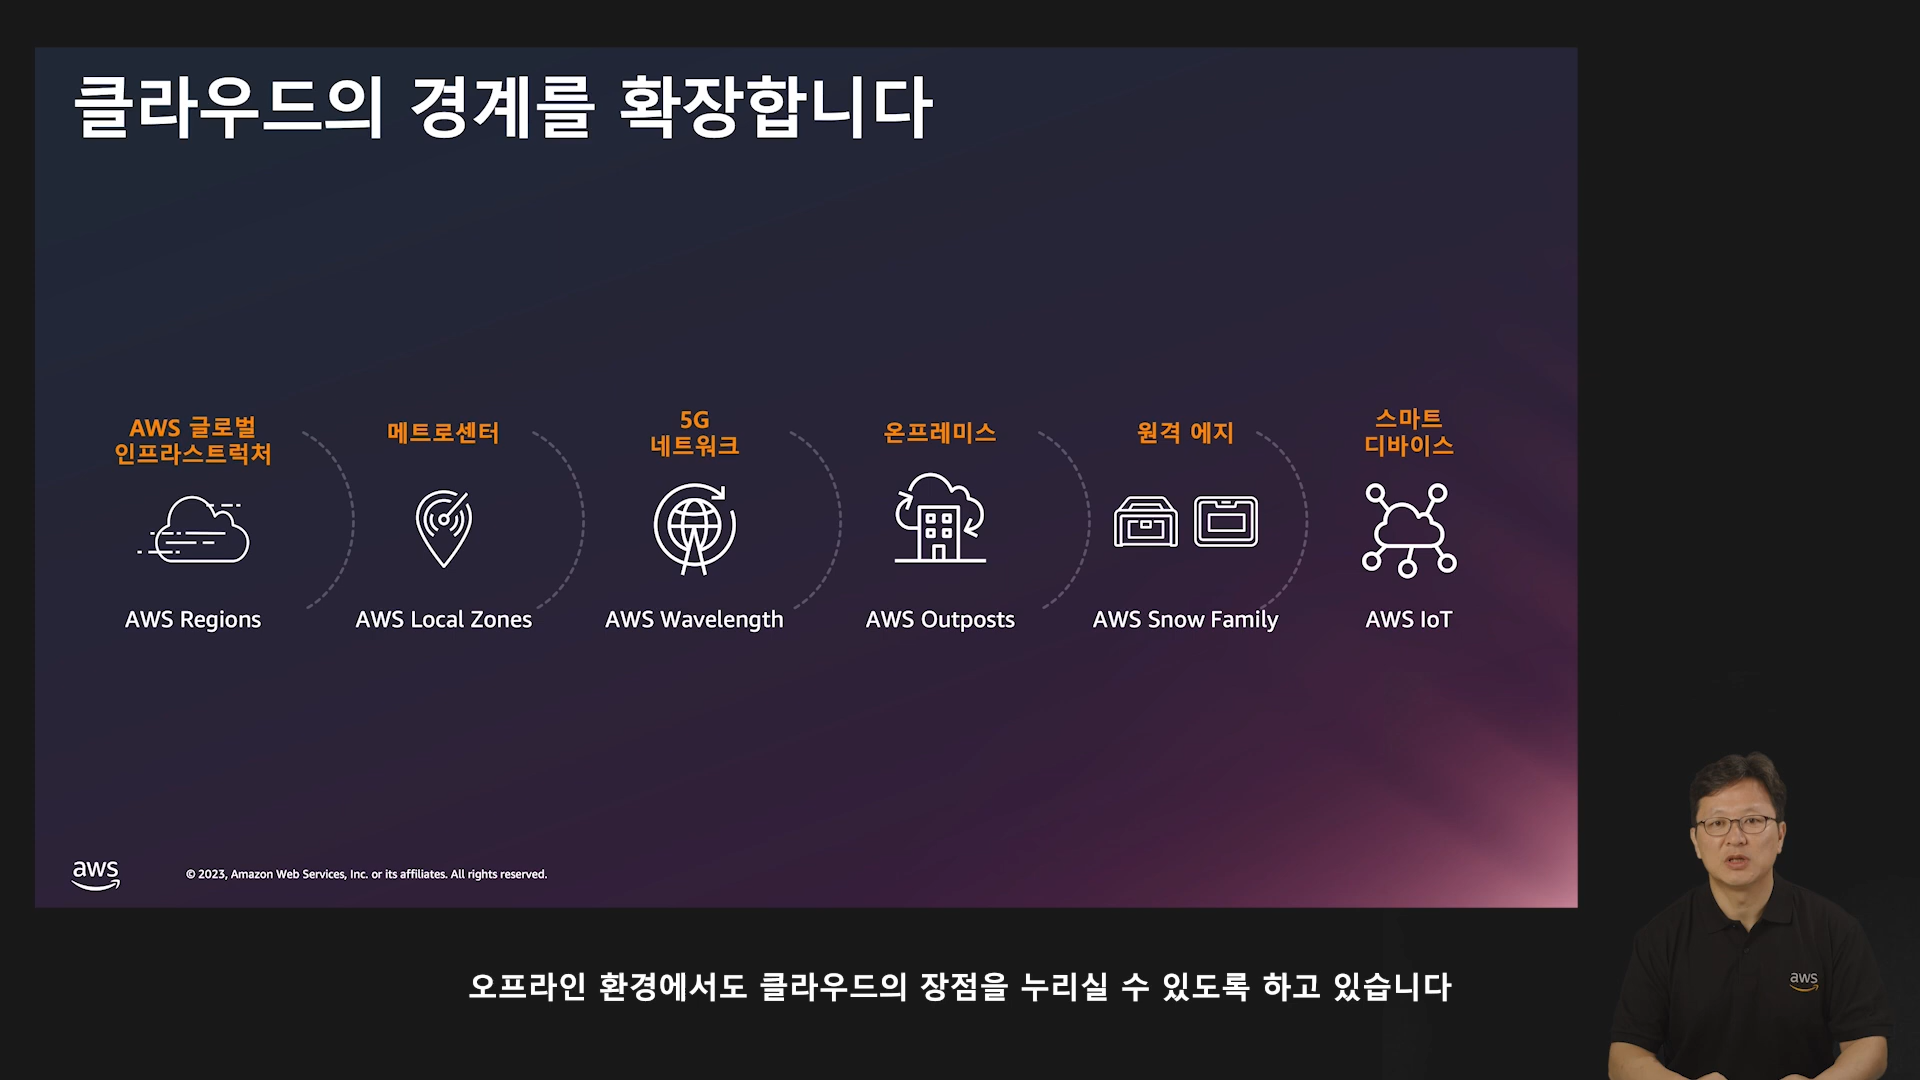 클라우드의 경계를 확장합니다
AWS 글로벌
인프라스트럭처
AWS Regions
메트로센터
AWS Local Zones
5G
네트워크
AWS Wavelength
온프레미스
AWS Outposts
원격 에지
AWS Snow Family
스마트
디바이스
AWS IoT
aws
© 2023, Amazon Web Services, Inc. or its affiliates. All rights reserved.
aws
오프라인 환경에서도 클라우드의 장점을 누리실 수 있도록 하고 있습니다